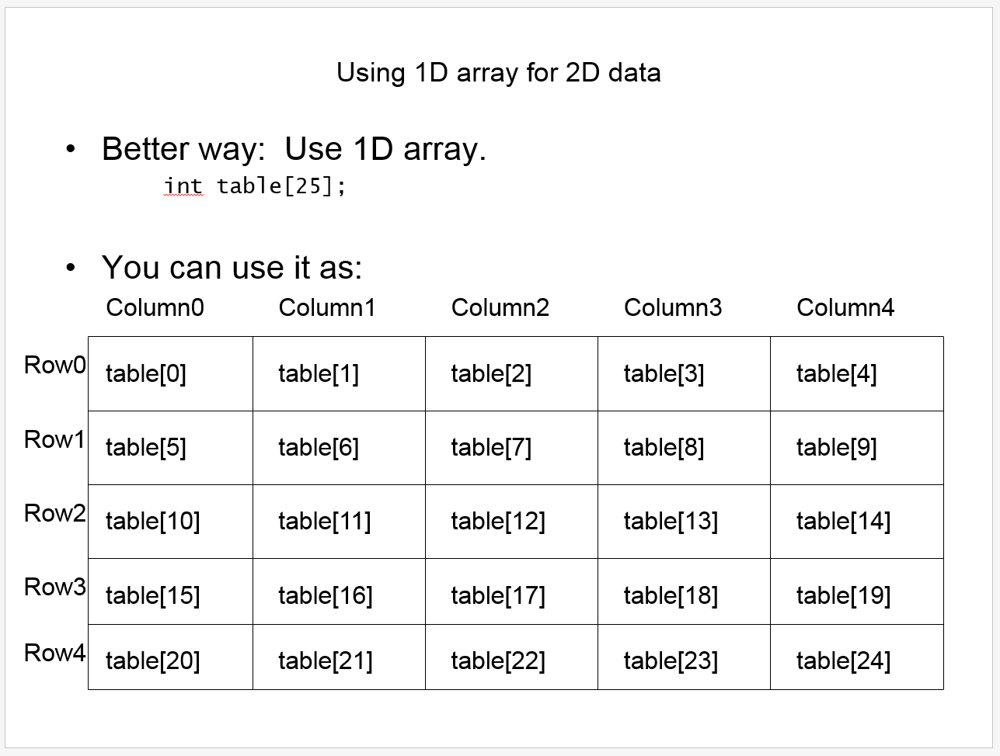 Using 1D array for 2D data
• Better way:  Use 1D array.
int table[25];
• You can use it as:
Column0 Column1 Column2 Column3 Column4
Row0 table[0] table[1] table[2] table[3] table[4]
Row1 table[5] table[6] table[7] table[8] table[9]
Row2 table[10] table[11] table[12] table[13] table[14]
Row3 table[15] table[16] table[17] table[18] table[19]
Row4 table[20] table[21] table[22] table[23] table[24]